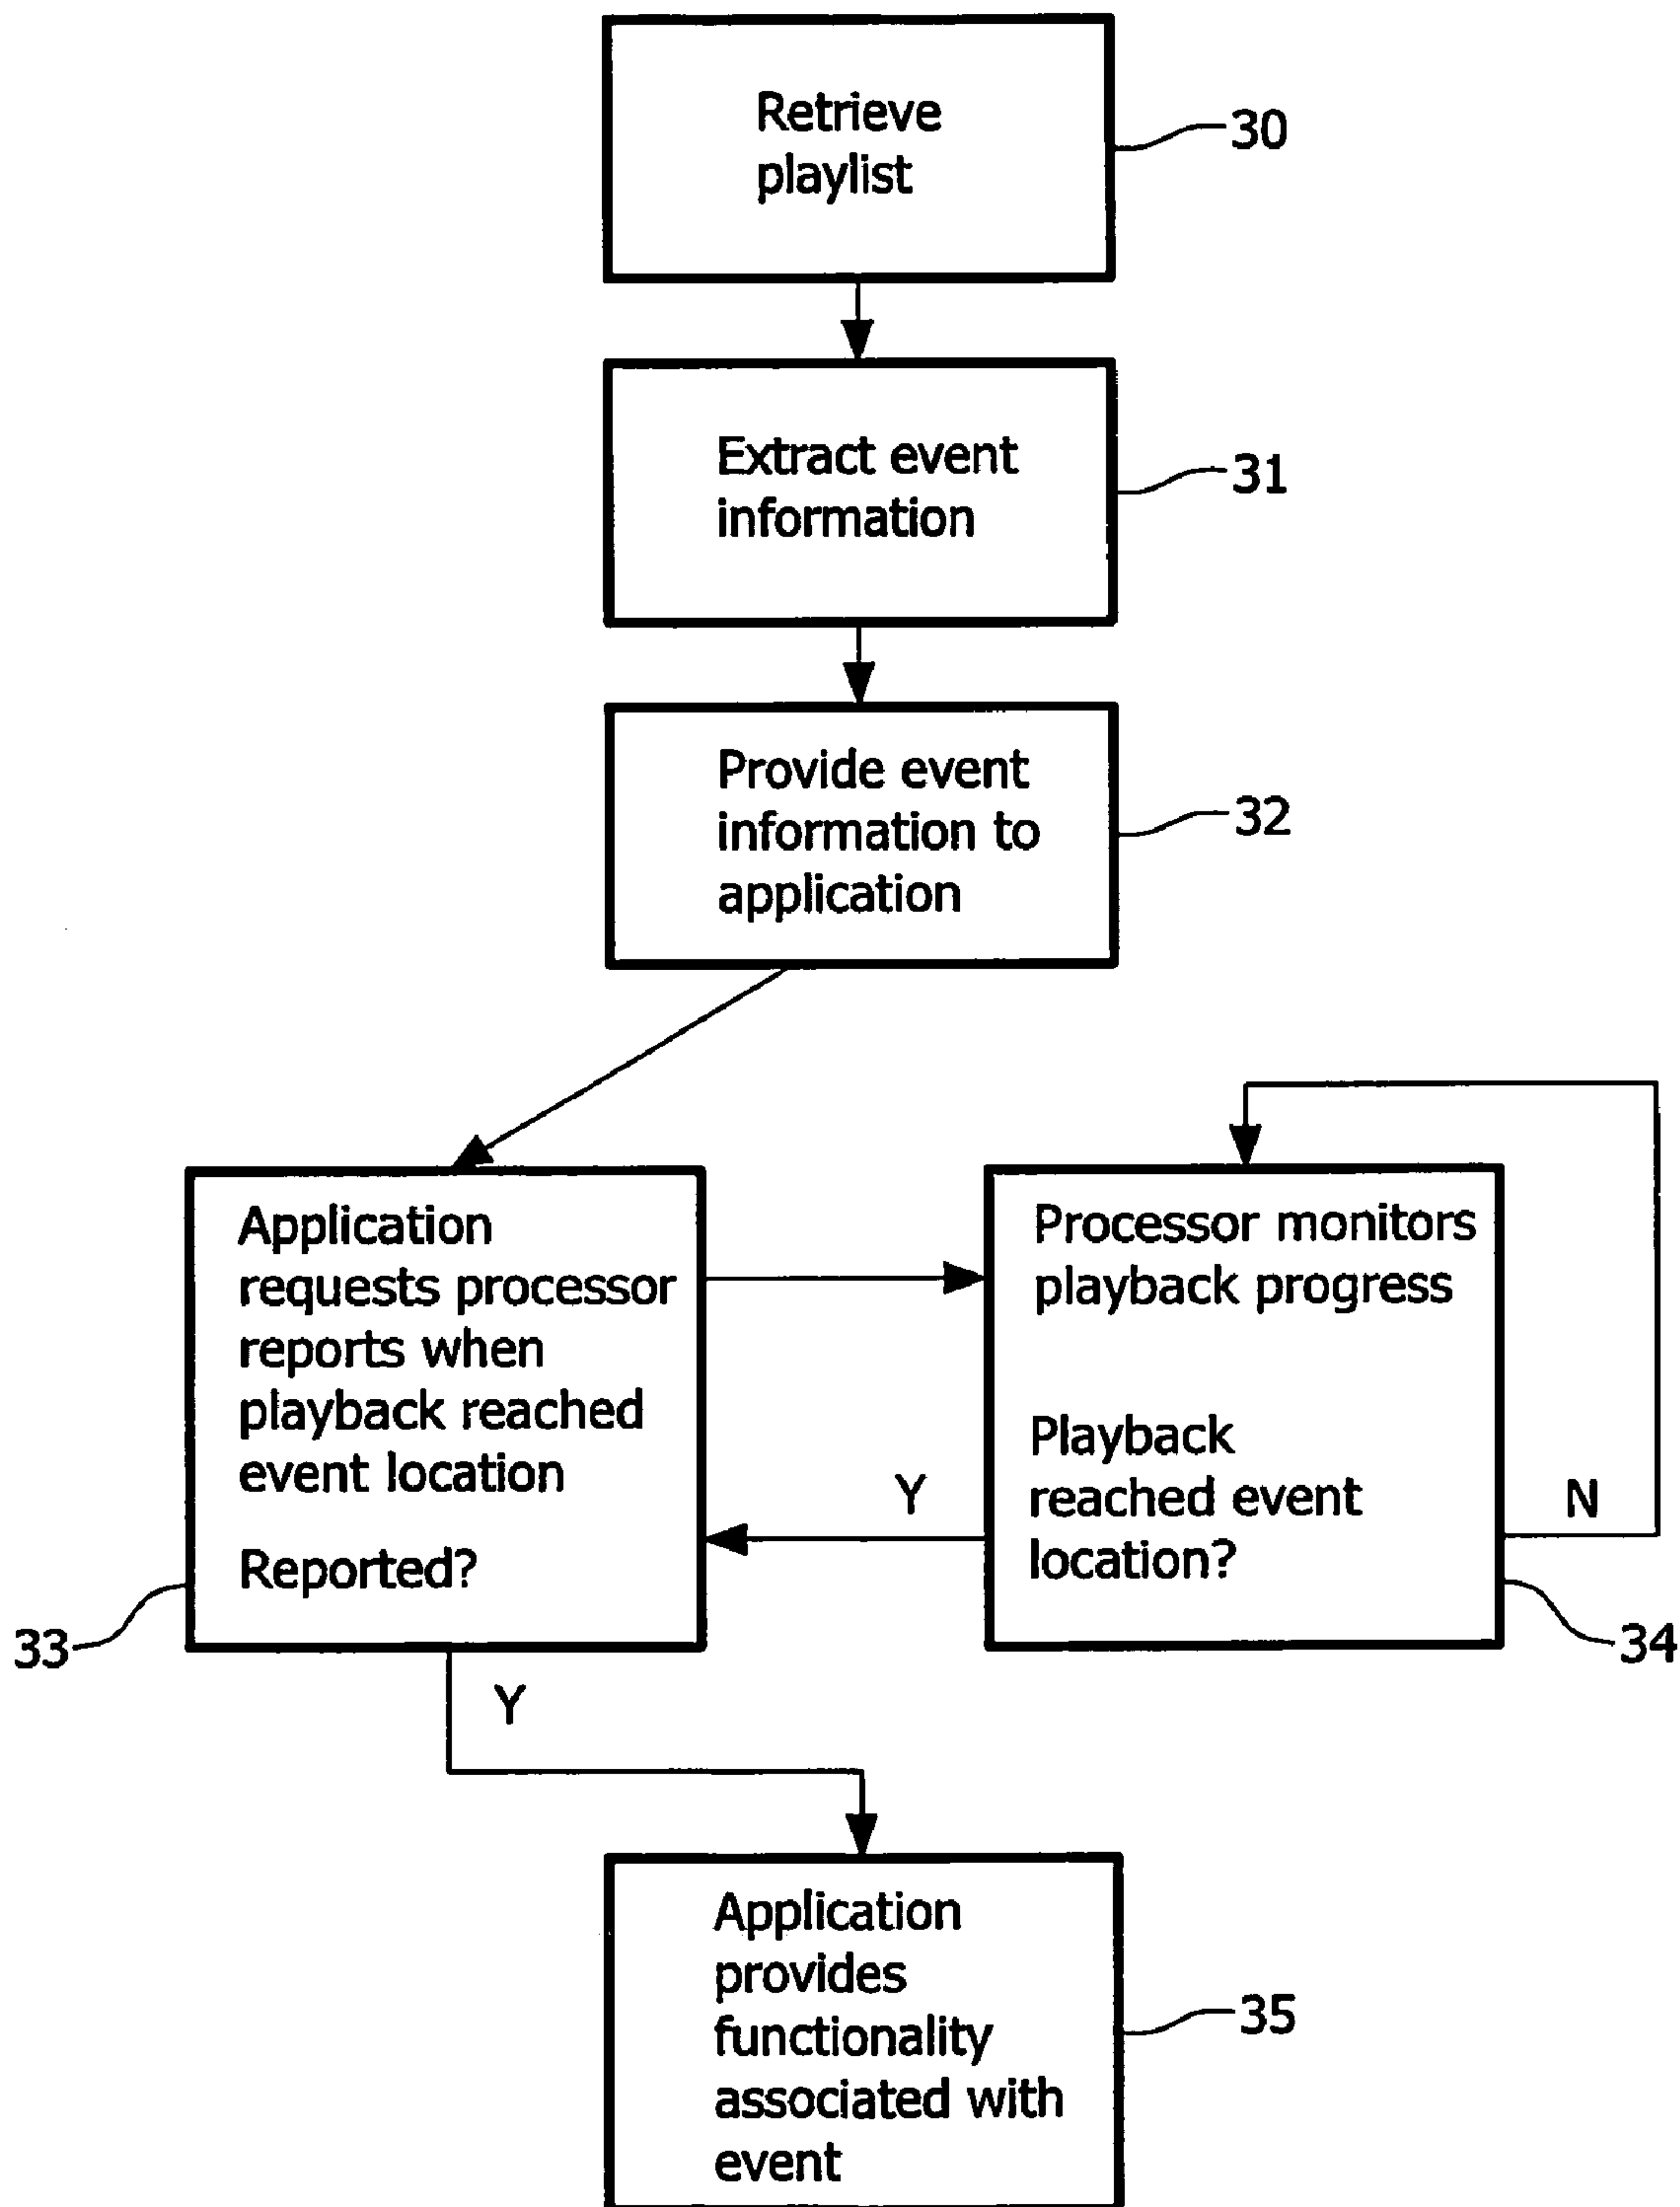 Retrieve
playlist
30
Extract event
information
31
Provide event
information to
application
32
Application
requests processor
reports when
playback reached
event location
Reported?
33
Processor monitors
playback progress
Playback
reached event
location?
34
Y
N
Y
Application
provides
functionality
associated with
event
35